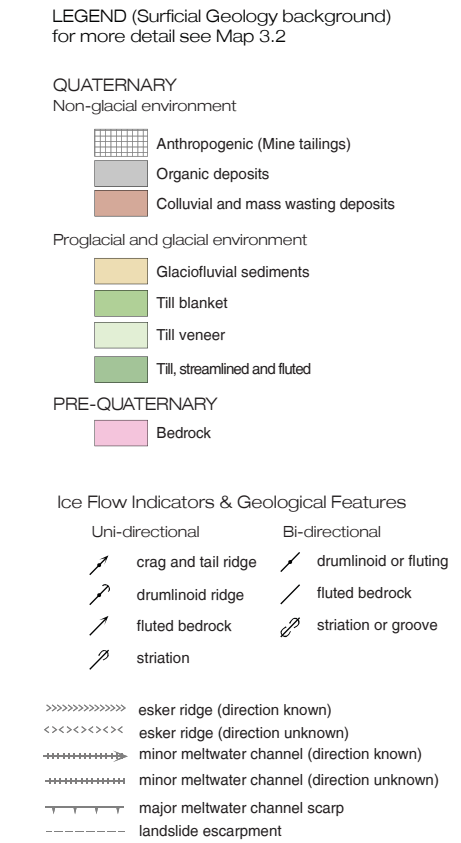 LEGEND (Surficial Geology background)
for more detail see Map 3.2
QUATERNARY
Non-glacial environment
Anthropogenic (Mine tailings)
Organic deposits
Colluvial and mass wasting deposits
Proglacial and glacial environment
Glaciofluvial sediments
Till blanket
Till veneer
Till, streamlined and fluted
PRE-QUATERNARY
Bedrock
Ice Flow Indicators & Geological Features
Uni-directional
crag and tail ridge
drumlinoid ridge
fluted bedrock
striation
Bi-directional
drumlinoid or fluting
fluted bedrock
striation or groove
esker ridge (direction known)
esker ridge (direction unknown)
minor meltwater channel (direction known)
minor meltwater channel (direction unknown)
major meltwater channel scarp
landslide escarpment